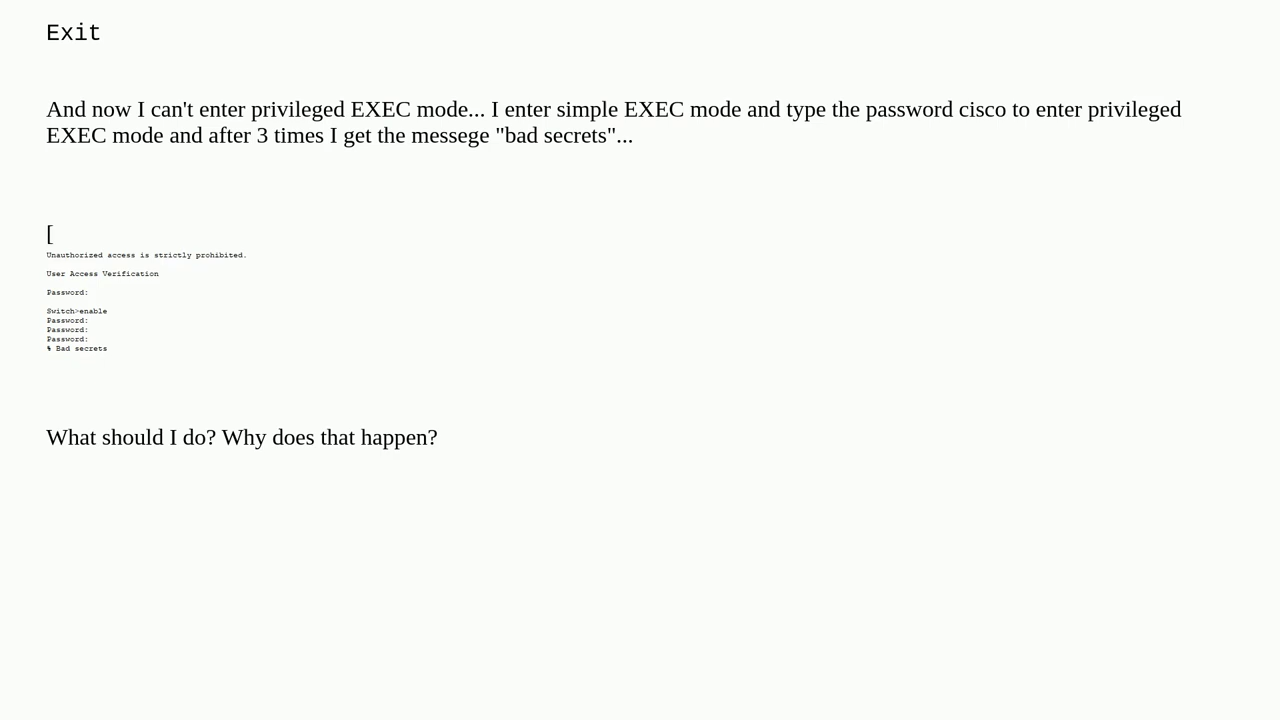 Exit
And now I can't enter privileged EXEC mode... I enter simple EXEC mode and type the password cisco to enter privileged
EXEC mode and after 3 times I get the messege "bad secrets"...
[
Unauthorized access is strictly prohibited.
User Access Verification
Password:
Switch>enable
Password:
Password:
Password:
% Bad secrets
What should I do? Why does that happen?